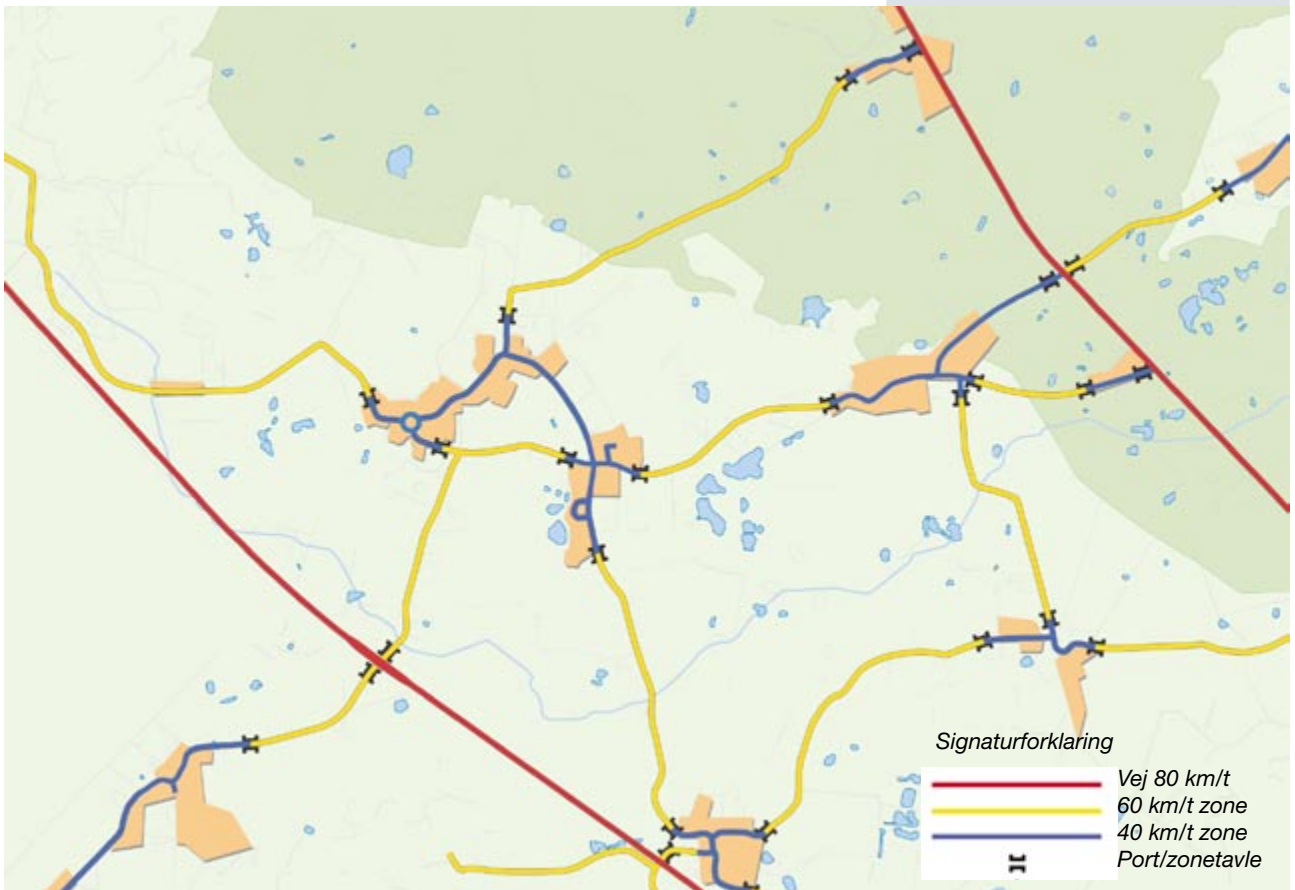 Signaturforklaring
Vej 80 km/t
60 km/t zone
40 km/t zone
Port/zonetavle